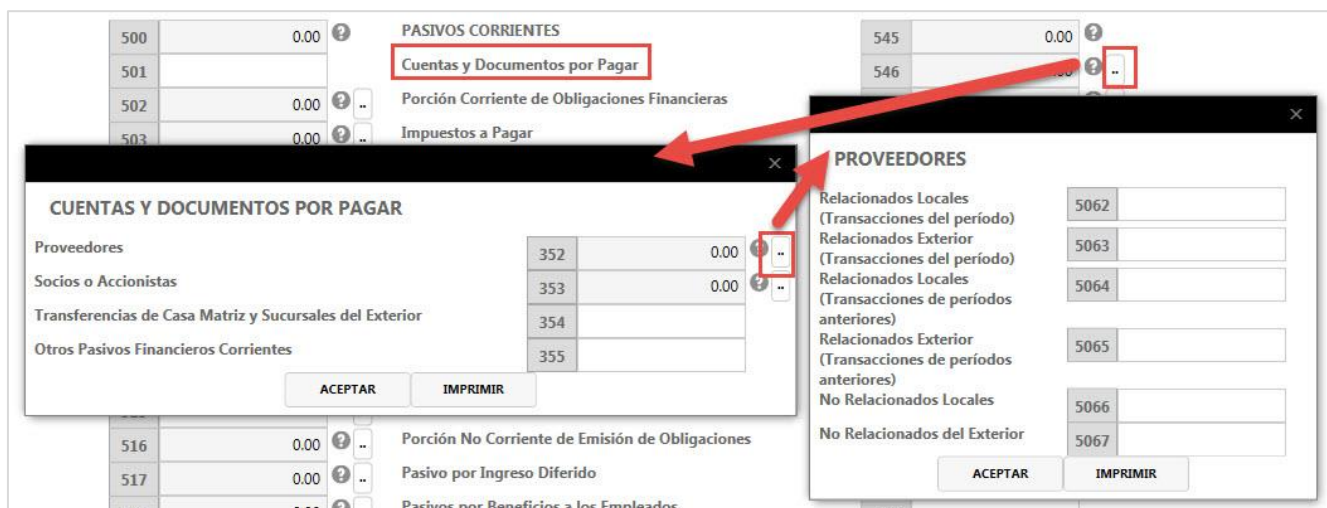 500 0.00 ? PASIVOS CORRIENTES 545 0.00 ?
501 Cuentas y Documentos por Pagar 546 ? ..
502 0.00 ? .. Porción Corriente de Obligaciones Financieras
503 0.00 ? .. Impuestos a Pagar
×
CUENTAS Y DOCUMENTOS POR PAGAR
Proveedores 352 0.00 ? ..
Socios o Accionistas 353 0.00 ? ..
Transferencias de Casa Matriz y Sucursales del Exterior 354
Otros Pasivos Financieros Corrientes 355
ACEPTAR IMPRIMIR
×
PROVEEDORES
Relacionados Locales
(Transacciones del período) 5062
Relacionados Exterior
(Transacciones del período) 5063
Relacionados Locales
(Transacciones de períodos 5064
anteriores)
Relacionados Exterior
(Transacciones de períodos 5065
anteriores)
No Relacionados Locales 5066
No Relacionados del Exterior 5067
ACEPTAR IMPRIMIR
516 0.00 ? .. Porción No Corriente de Emisión de Obligaciones
517 0.00 ? .. Pasivo por Ingreso Diferido
Pasivos por Beneficios a los Empleados